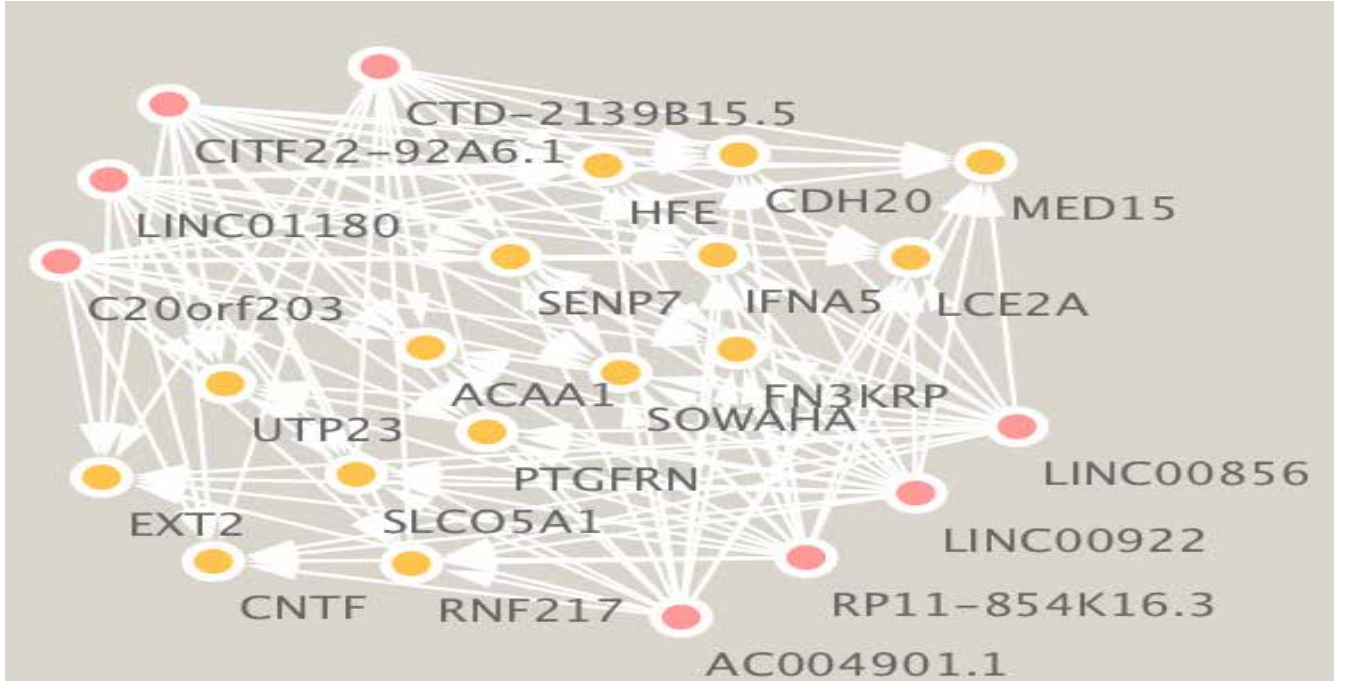 CTD-2139B15.5
CITF22-92A6.1
CDH20
MED15
HFE
LINC01180
C20orf203
SENP7
IFNA5
LCE2A
ACAA1
FN3KRP
SOWAHA
UTP23
PTGFRN
LINC00856
EXT2
SLCO5A1
LINC00922
CNTF
RNF217
RP11-854K16.3
AC004901.1